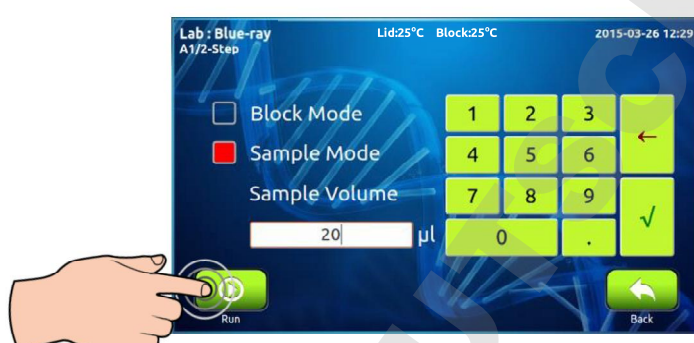 Lab : Blue-ray Lid:25°C Block:25°C 2015-03-26 12:29
A1/2-Step
Block Mode
Sample Mode
Sample Volume
20 µl
1 2 3 ←
4 5 6
7 8 9 √
0 .
Run Back